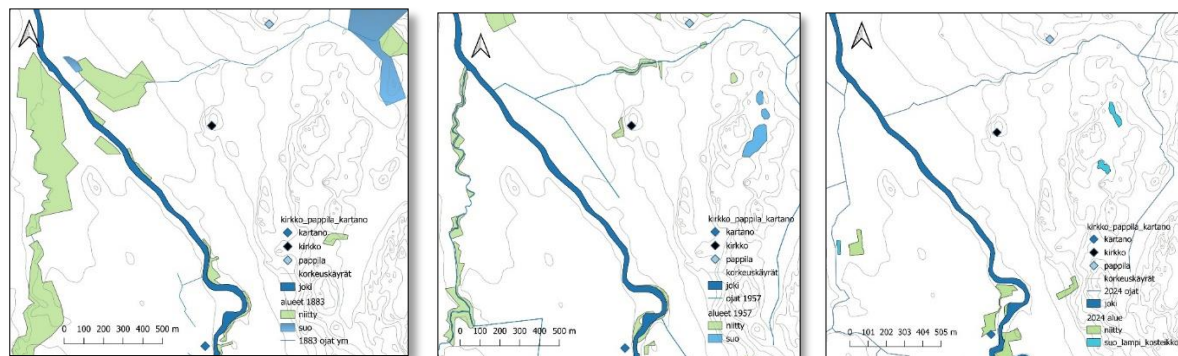 kirkko_pappila_kartano
kartano
kirkko
pappila
korkeuskäyrät
joki
alueet 1883
niitty
suo
1883 ojat ym
0 100 200 300 400 500 m
kirkko_pappila_kartano
kartano
kirkko
pappila
korkeuskäyrät
joki
ojat 1957
alueet 1957
niitty
suo
0 100 200 300 400 500 m
kirkko_pappila_kartano
kartano
kirkko
pappila
korkeuskäyrät
2024 ojat
joki
2024 alue
niitty
suo_lampi_kosteikko
0 101 202 303 404 505 m